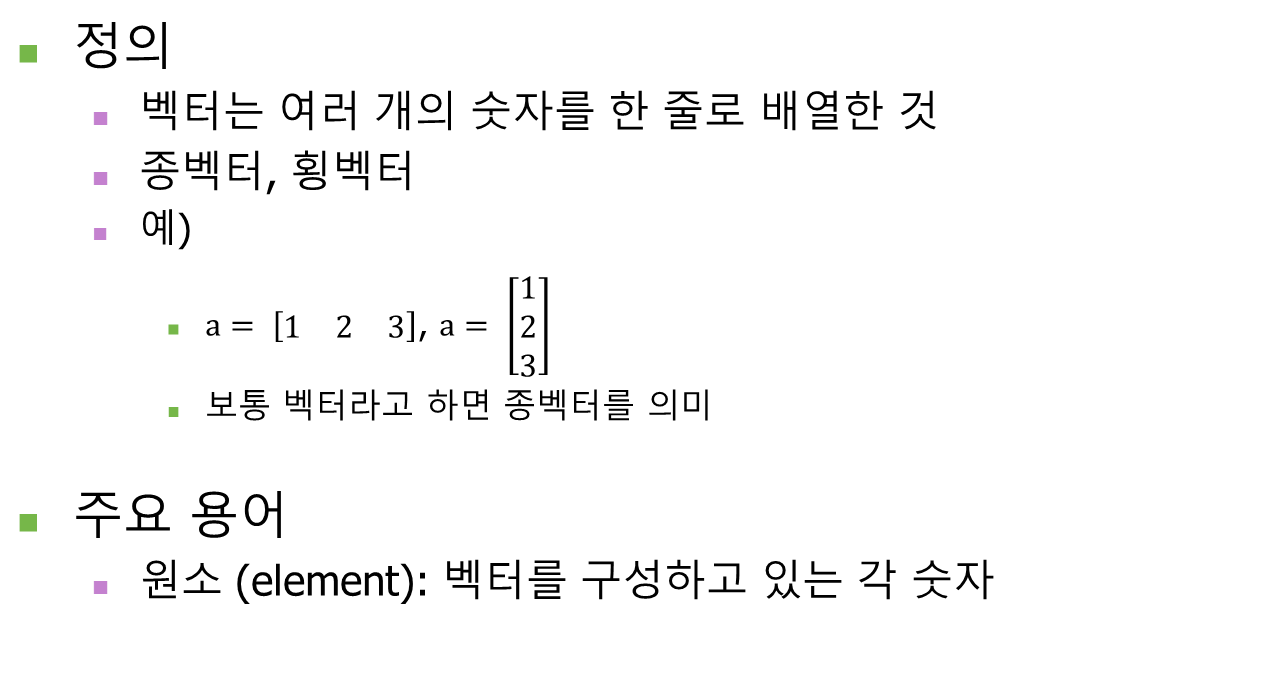 정의
벡터는 여러 개의 숫자를 한 줄로 배열한 것
종벡터, 횡벡터
예)
a = [1 2 3], a = [1 2 3]
보통 벡터라고 하면 종벡터를 의미
주요 용어
원소 (element): 벡터를 구성하고 있는 각 숫자